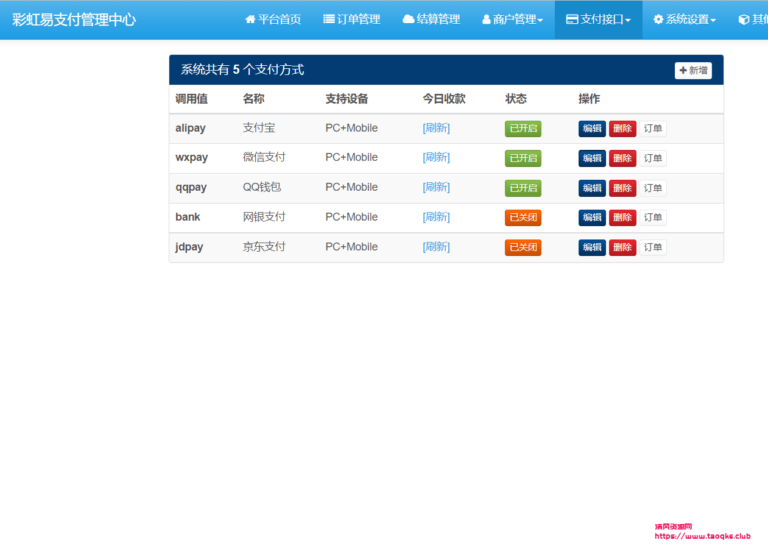 彩虹易支付管理中心 平台首页 订单管理 结算管理 商户管理 支付接口 系统设置 其他
系统共有 5 个支付方式 新增
调用值 名称 支持设备 今日收款 状态 操作
alipay 支付宝 PC+Mobile [刷新] 已开启 编辑 删除 订单
wxpay 微信支付 PC+Mobile [刷新] 已开启 编辑 删除 订单
qqpay QQ钱包 PC+Mobile [刷新] 已开启 编辑 删除 订单
bank 网银支付 PC+Mobile [刷新] 已关闭 编辑 删除 订单
jdpay 京东支付 PC+Mobile [刷新] 已关闭 编辑 删除 订单
https://www.taoqks.club